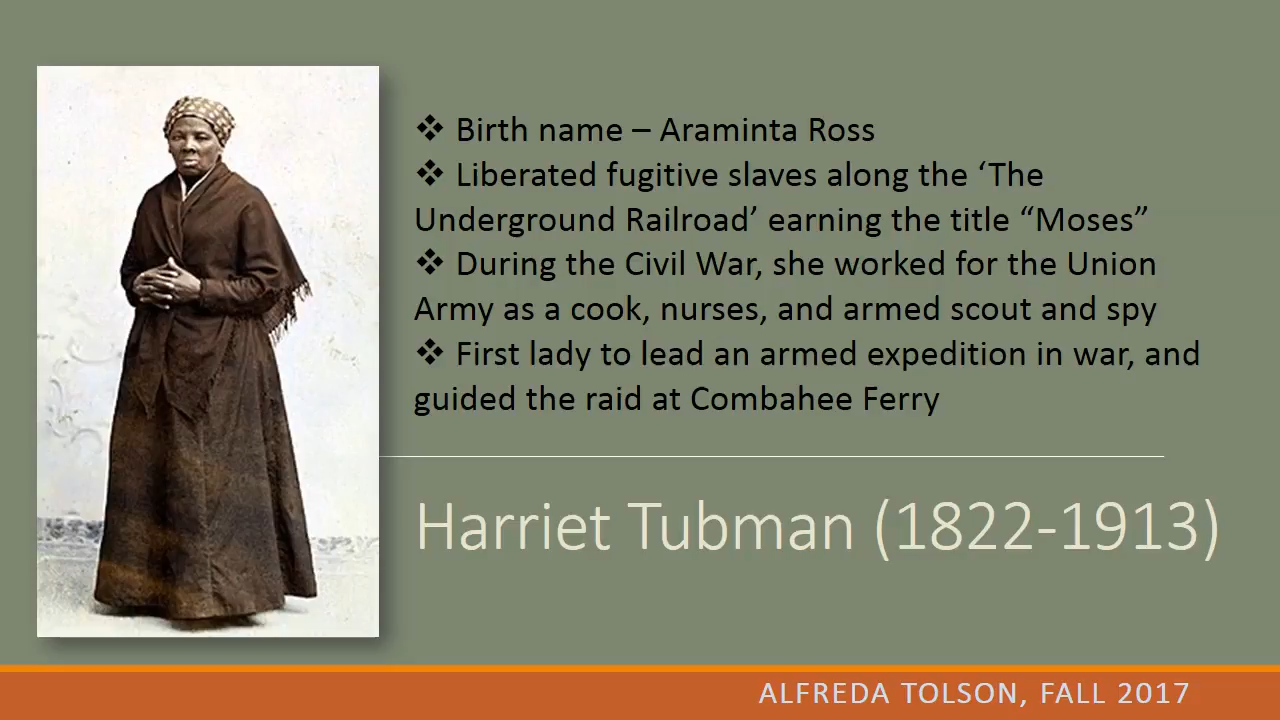 ❖ Birth name – Araminta Ross
❖ Liberated fugitive slaves along the ‘The
Underground Railroad’ earning the title “Moses”
❖ During the Civil War, she worked for the Union
Army as a cook, nurses, and armed scout and spy
❖ First lady to lead an armed expedition in war, and
guided the raid at Combahee Ferry
Harriet Tubman (1822-1913)
ALFREDA TOLSON, FALL 2017